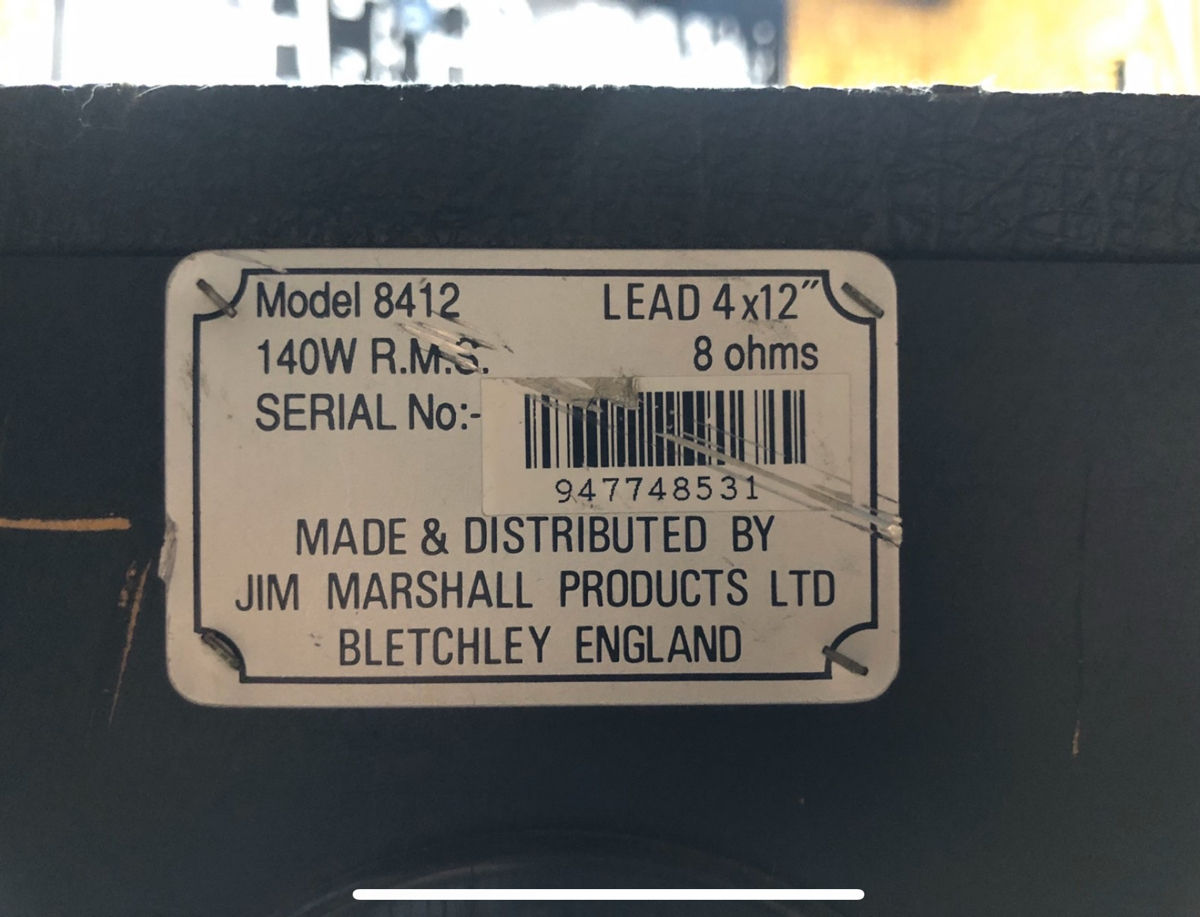 Model 8412 LEAD 4x12"
140W R.M.S. 8 ohms
SERIAL No:-
947748531
MADE & DISTRIBUTED BY
JIM MARSHALL PRODUCTS LTD
BLETCHLEY ENGLAND